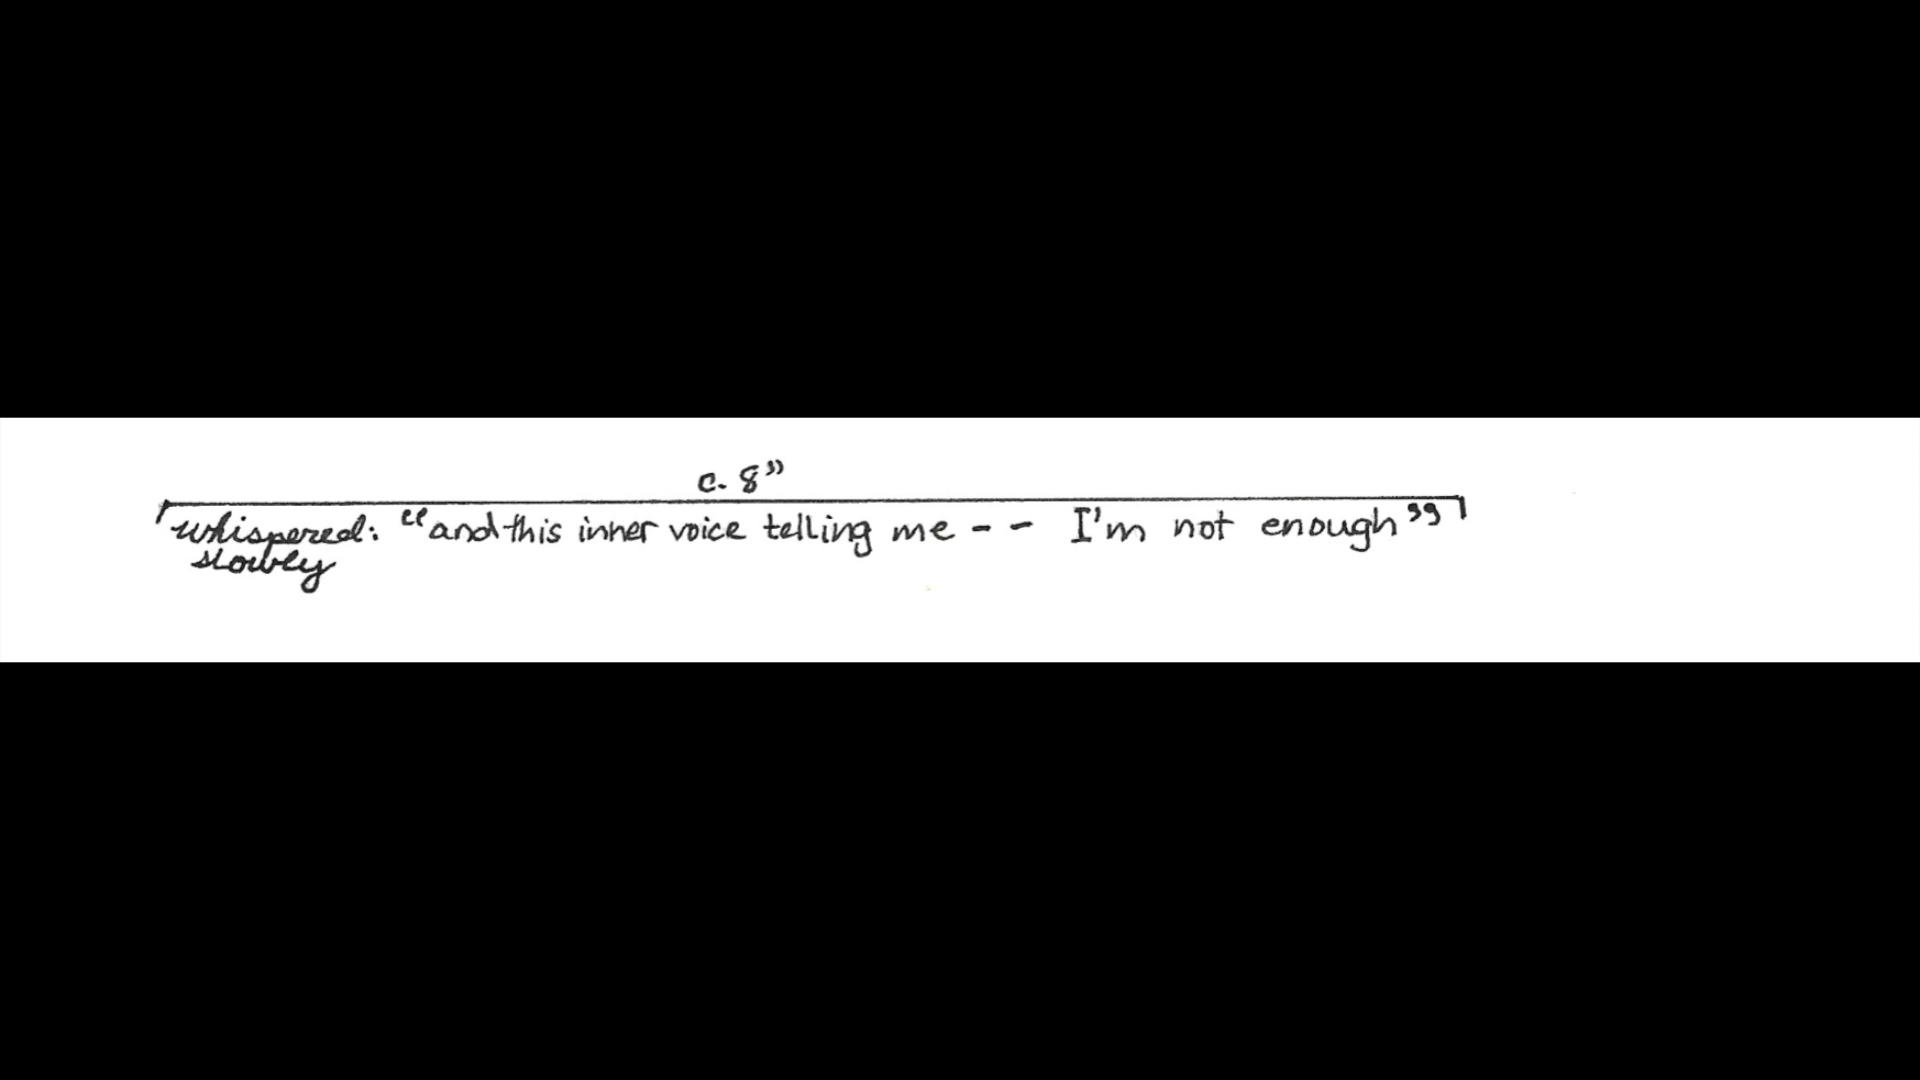 c. 8”
whispered: “and this inner voice telling me - - I'm not enough”
slowly